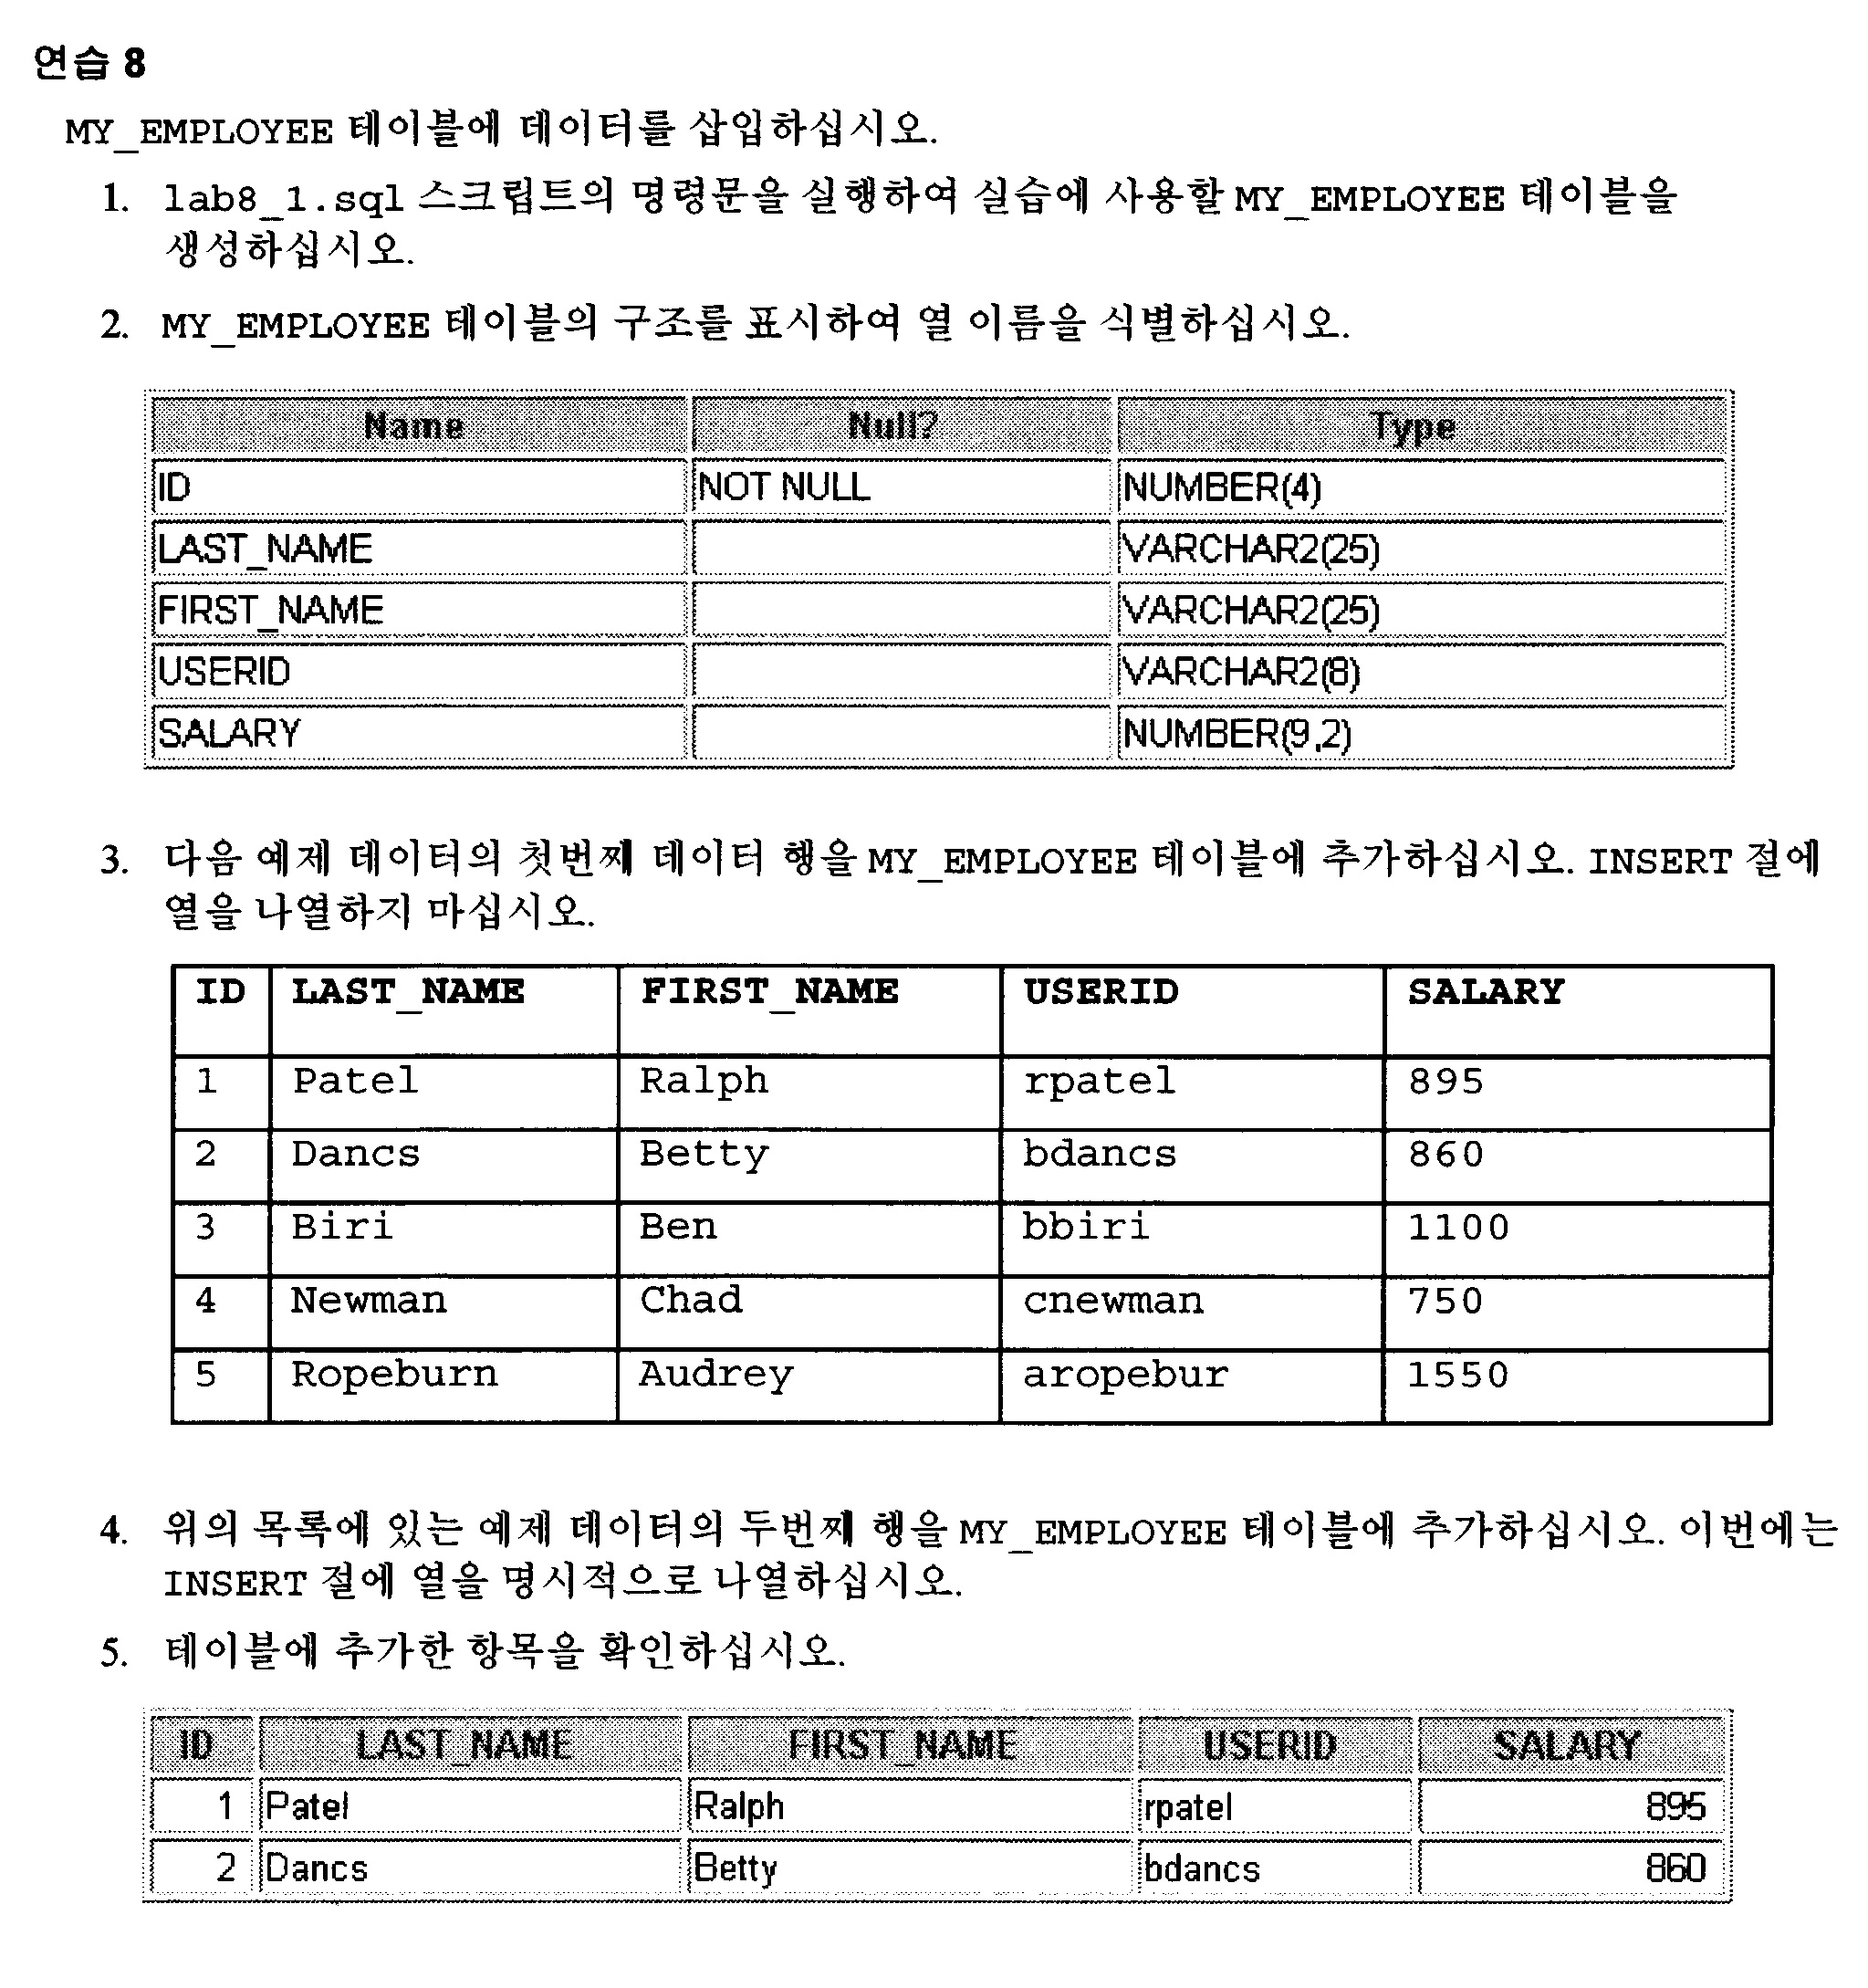 연습 8
MY_EMPLOYEE 테이블에 데이터를 삽입하십시오.
1. lab8_1.sql 스크립트의 명령문을 실행하여 실습에 사용할 MY_EMPLOYEE 테이블을
생성하십시오.
2. MY_EMPLOYEE 테이블의 구조를 표시하여 열 이름을 식별하십시오.
Name Null? Type
ID NOT NULL NUMBER(4)
LAST_NAME VARCHAR2(25)
FIRST_NAME VARCHAR2(25)
USERID VARCHAR2(8)
SALARY NUMBER(9,2)
3. 다음 예제 데이터의 첫번째 데이터 행을 MY_EMPLOYEE 테이블에 추가하십시오. INSERT 절에
열을 나열하지 마십시오.
ID LAST_NAME FIRST_NAME USERID SALARY
1 Patel Ralph rpatel 895
2 Dancs Betty bdancs 860
3 Biri Ben bbiri 1100
4 Newman Chad cnewman 750
5 Ropeburn Audrey aropebur 1550
4. 위의 목록에 있는 예제 데이터의 두번째 행을 MY_EMPLOYEE 테이블에 추가하십시오. 이번에는
INSERT 절에 열을 명시적으로 나열하십시오.
5. 테이블에 추가한 항목을 확인하십시오.
ID LAST_NAME FIRST_NAME USERID SALARY
1 Patel Ralph rpatel 895
2 Dancs Betty bdancs 860